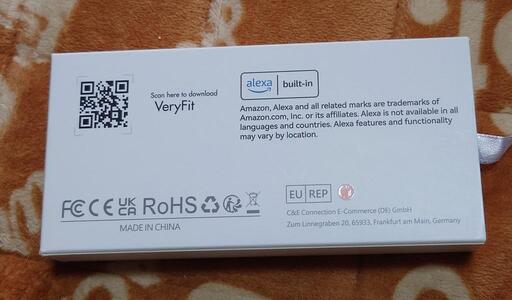 Scan here to download
VeryFit
alexa built-in
Amazon, Alexa and all related marks are trademarks of
Amazon.com, Inc. or its affiliates. Alexa is not available in all
languages and countries. Alexa features and functionality
may vary by location.
FC CE UK CA RoHS
MADE IN CHINA
EU REP
C&E Connection E-Commerce (DE) GmbH
Zum Linnegraben 20, 65933, Frankfurt am Main, Germany